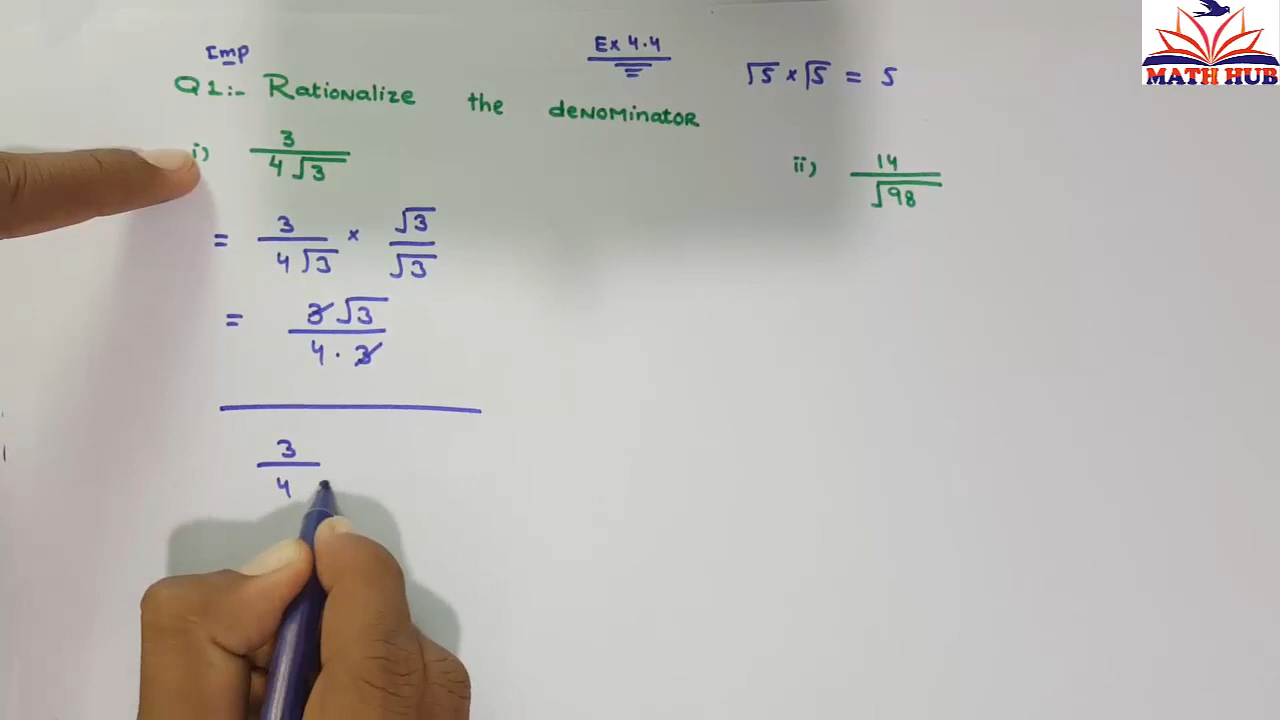 Imp
Ex 4.4
√5 × √5 = 5
Q1:- Rationalize the denominator
i) 3 / 4√3
ii) 14 / √98
= 3 / 4√3 × √3 / √3
= 3√3 / 4 · 3
3 / 4
MATH HUB